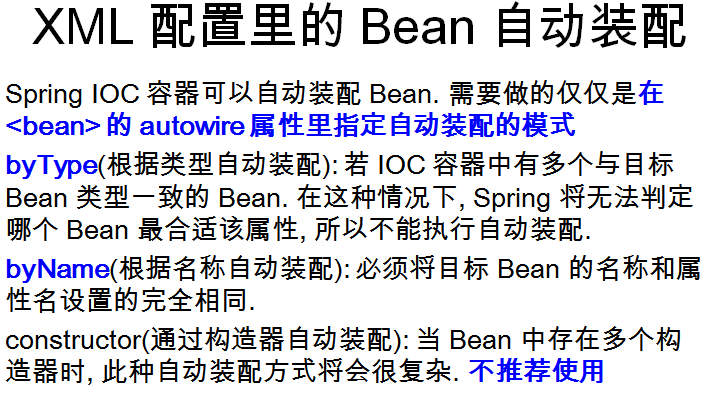 XML 配置里的 Bean 自动装配
Spring IOC 容器可以自动装配 Bean. 需要做的仅仅是在
<bean> 的 autowire 属性里指定自动装配的模式
byType(根据类型自动装配): 若 IOC 容器中有多个与目标
Bean 类型一致的 Bean. 在这种情况下, Spring 将无法判定
哪个 Bean 最合适该属性, 所以不能执行自动装配.
byName(根据名称自动装配): 必须将目标 Bean 的名称和属
性名设置的完全相同.
constructor(通过构造器自动装配): 当 Bean 中存在多个构
造器时, 此种自动装配方式将会很复杂. 不推荐使用